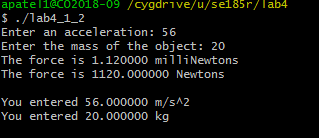 apatel1@CO2018-09 /cygdrive/u/se185r/lab4
$ ./lab4_1_2
Enter an acceleration: 56
Enter the mass of the object: 20
The force is 1.120000 milliNewtons
The force is 1120.000000 Newtons

You entered 56.000000 m/s^2
You entered 20.000000 kg